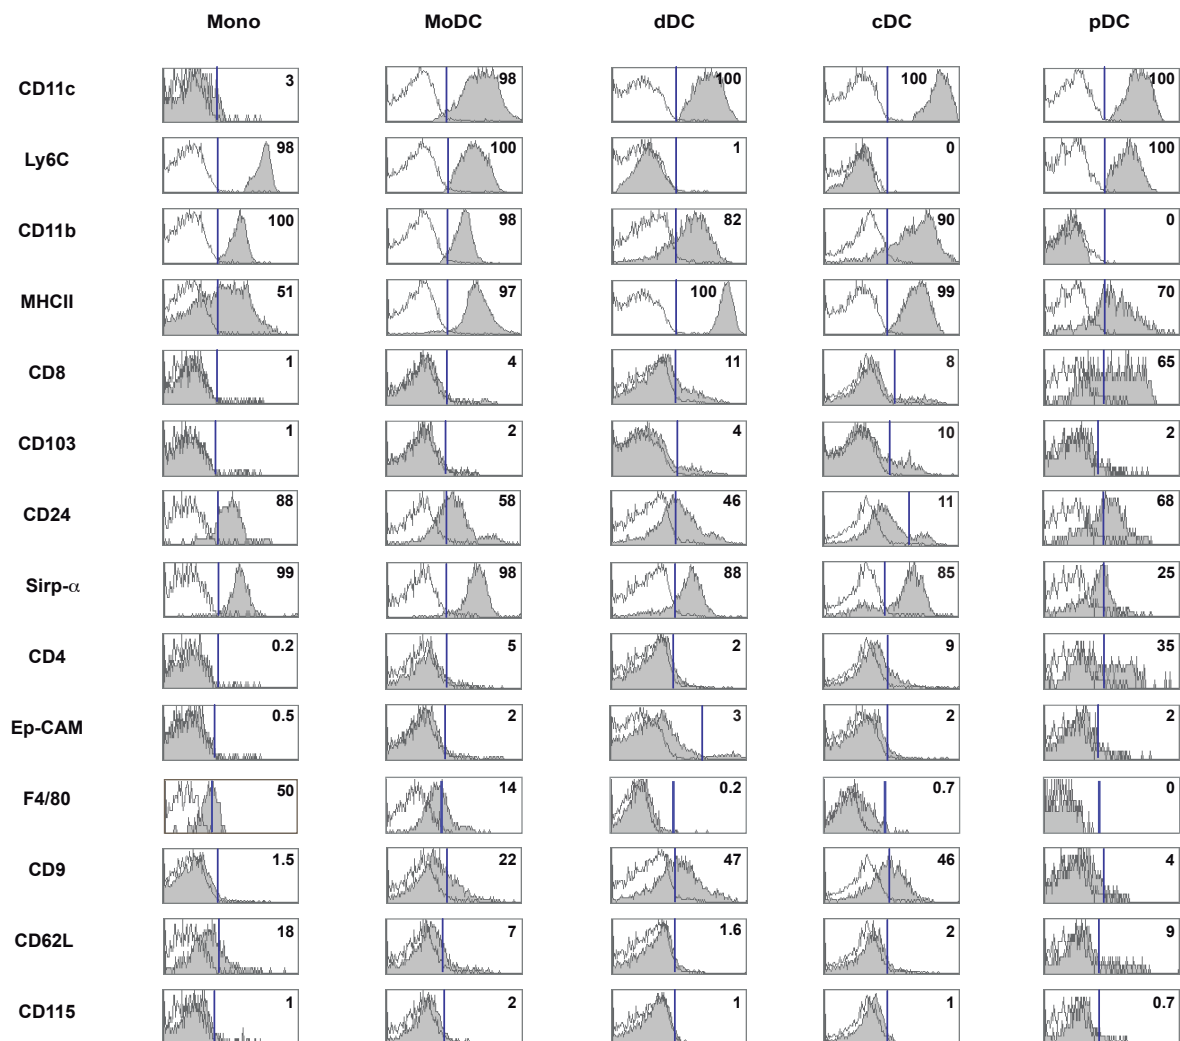 Mono MoDC dDC cDC pDC
CD11c 3 98 100 100 100
Ly6C 98 100 1 0 100
CD11b 100 98 82 90 0
MHCII 51 97 100 99 70
CD8 1 4 11 8 65
CD103 1 2 4 10 2
CD24 88 58 46 11 68
Sirp-α 99 98 88 85 25
CD4 0.2 5 2 9 35
Ep-CAM 0.5 2 3 2 2
F4/80 50 14 0.2 0.7 0
CD9 1.5 22 47 46 4
CD62L 18 7 1.6 2 9
CD115 1 2 1 1 0.7